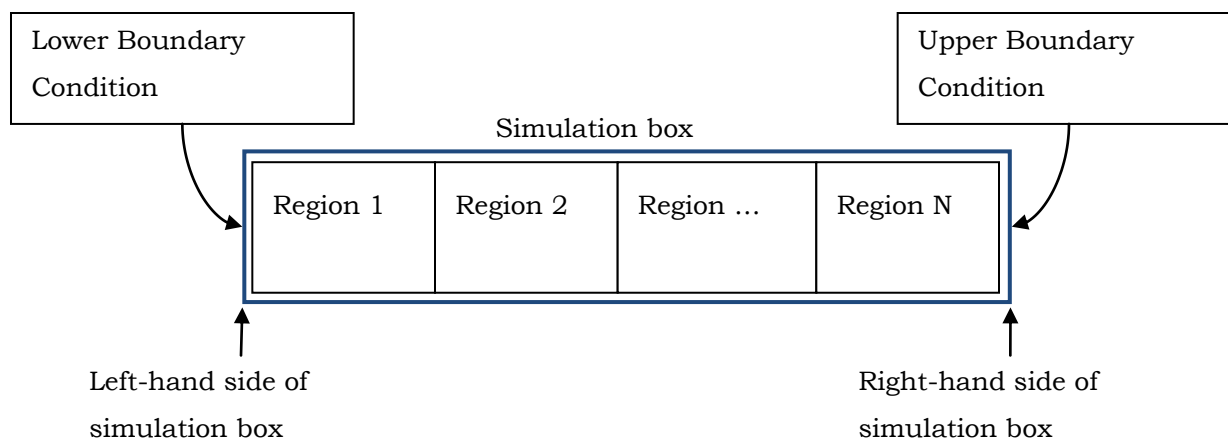 Lower Boundary
Condition
Upper Boundary
Condition
Simulation box
Region 1
Region 2
Region …
Region N
Left-hand side of
simulation box
Right-hand side of
simulation box